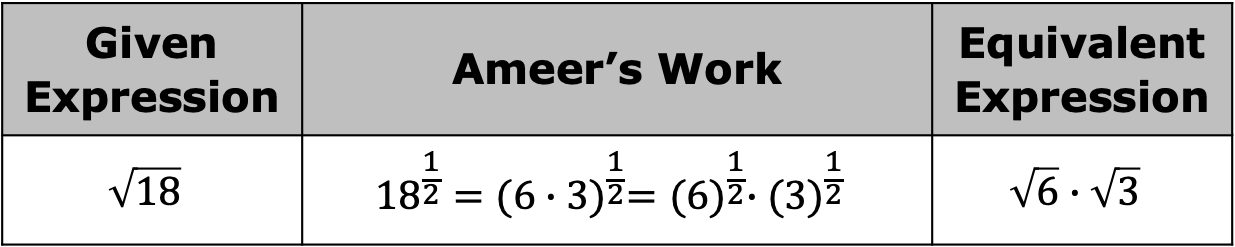 Given Expression
Ameer's Work
Equivalent Expression
√18
18^(1/2) = (6 · 3)^(1/2) = (6)^(1/2) · (3)^(1/2)
√6 · √3